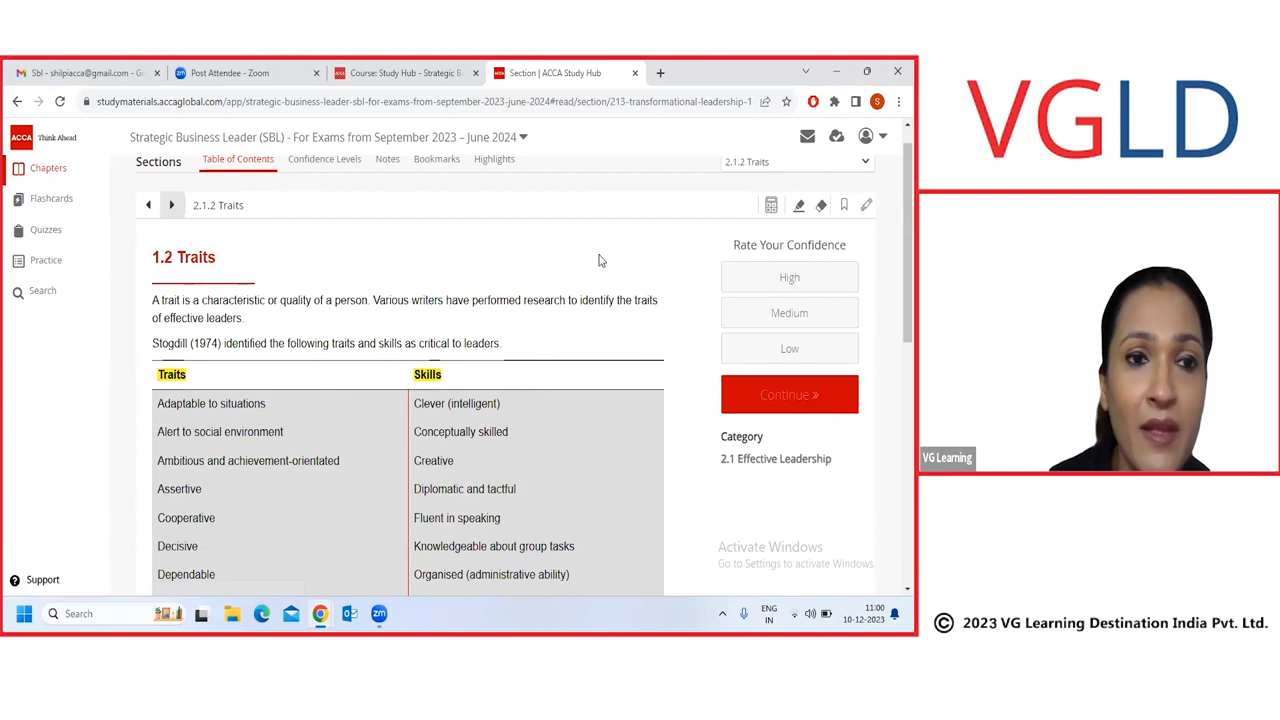 Sbl - shilpiacca@gmail.com - G
Post Attendee - Zoom
Course: Study Hub - Strategic B
Section | ACCA Study Hub
studymaterials.accaglobal.com/app/strategic-business-leader-sbl-for-exams-from-september-2023-june-2024#read/section/213-transformational-leadership-1
S
ACCA
Think Ahead
Strategic Business Leader (SBL) - For Exams from September 2023 – June 2024
Chapters
Flashcards
Quizzes
Practice
Search
Support
Sections
Table of Contents
Confidence Levels
Notes
Bookmarks
Highlights
2.1.2 Traits
2.1.2 Traits
1.2 Traits
A trait is a characteristic or quality of a person. Various writers have performed research to identify the traits
of effective leaders.
Stogdill (1974) identified the following traits and skills as critical to leaders.
Traits Skills
Adaptable to situations Clever (intelligent)
Alert to social environment Conceptually skilled
Ambitious and achievement-orientated Creative
Assertive Diplomatic and tactful
Cooperative Fluent in speaking
Decisive Knowledgeable about group tasks
Dependable Organised (administrative ability)
Rate Your Confidence
High
Medium
Low
Continue »
Category
2.1 Effective Leadership
Activate Windows
Go to Settings to activate Windows.
Search
zm
ENG
IN
11:00
10-12-2023
VGLD
VG Learning
© 2023 VG Learning Destination India Pvt. Ltd.